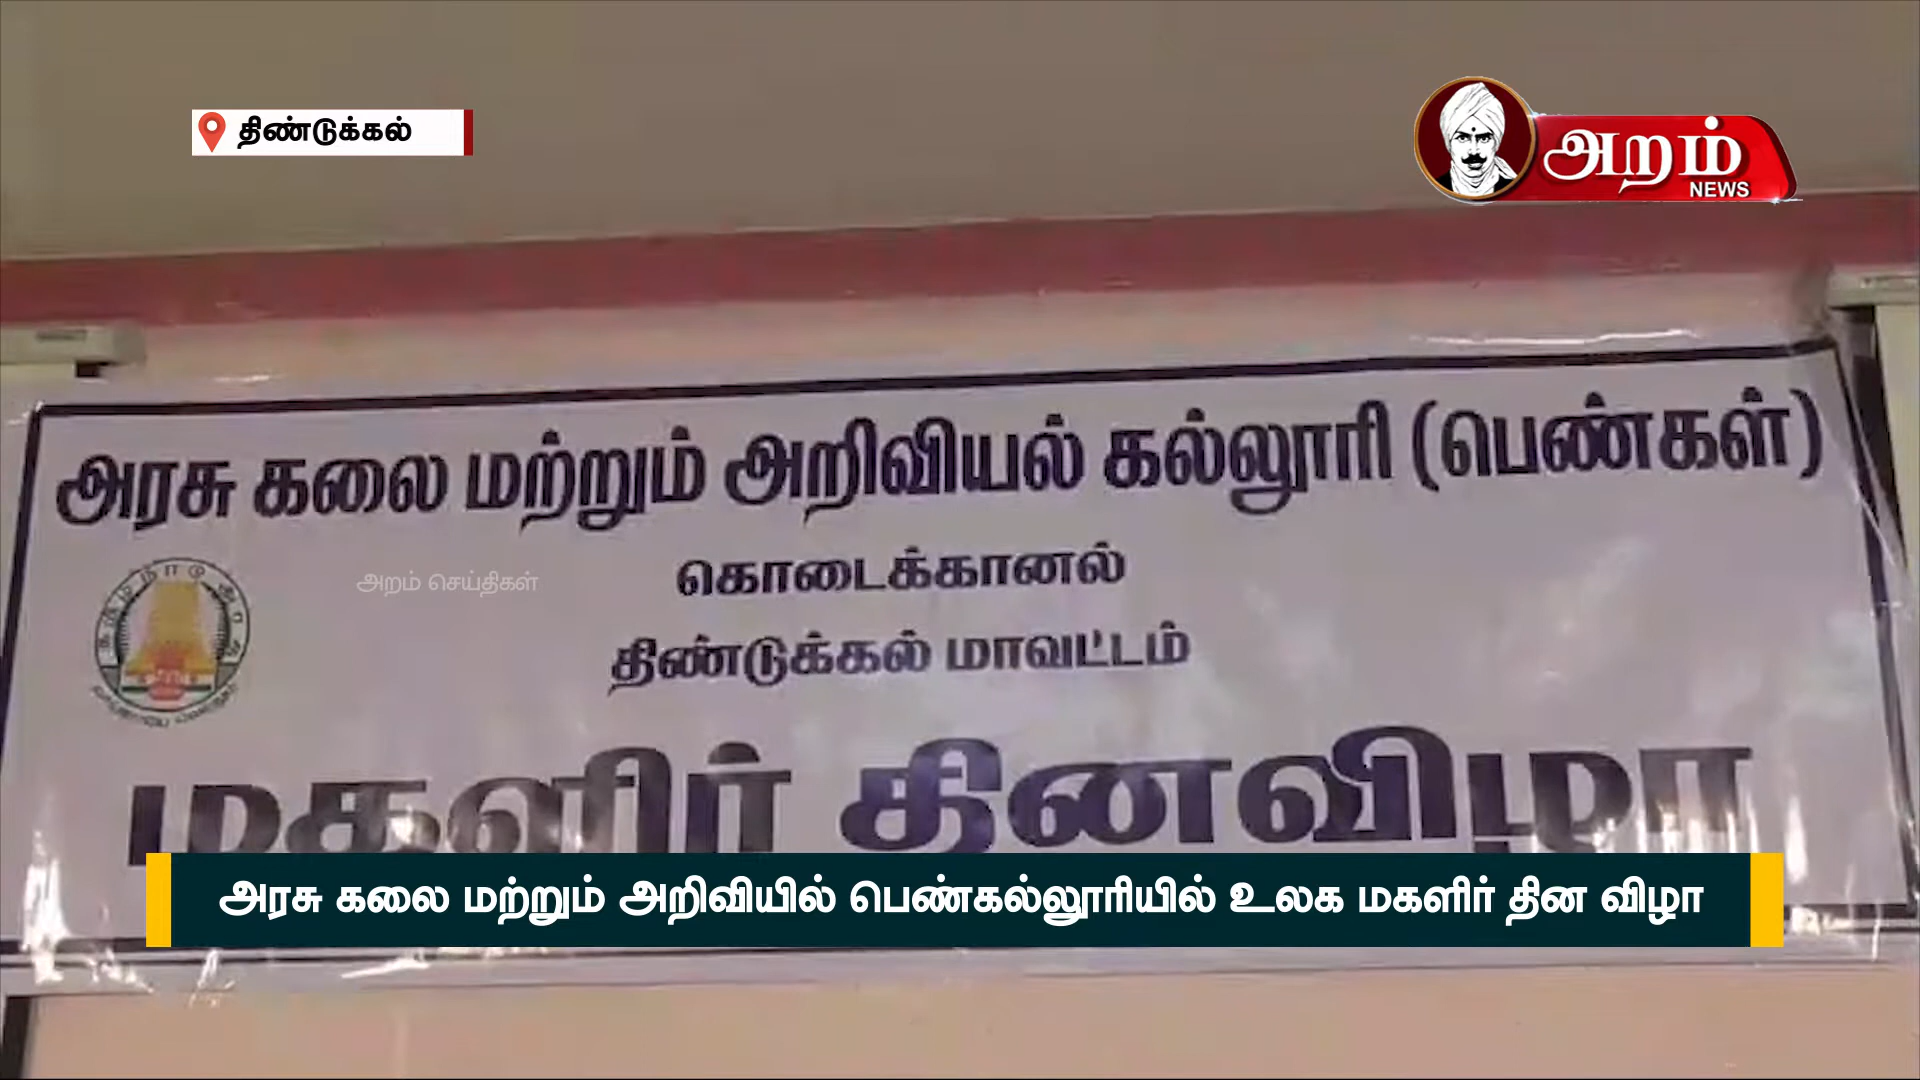 திண்டுக்கல்
அறம்
NEWS
அரசு கலை மற்றும் அறிவியல் கல்லூரி (பெண்கள்)
கொடைக்கானல்
அறம் செய்திகள்
திண்டுக்கல் மாவட்டம்
மகளிர் தினவிழா
அரசு கலை மற்றும் அறிவியில் பெண்கல்லூரியில் உலக மகளிர் தின விழா